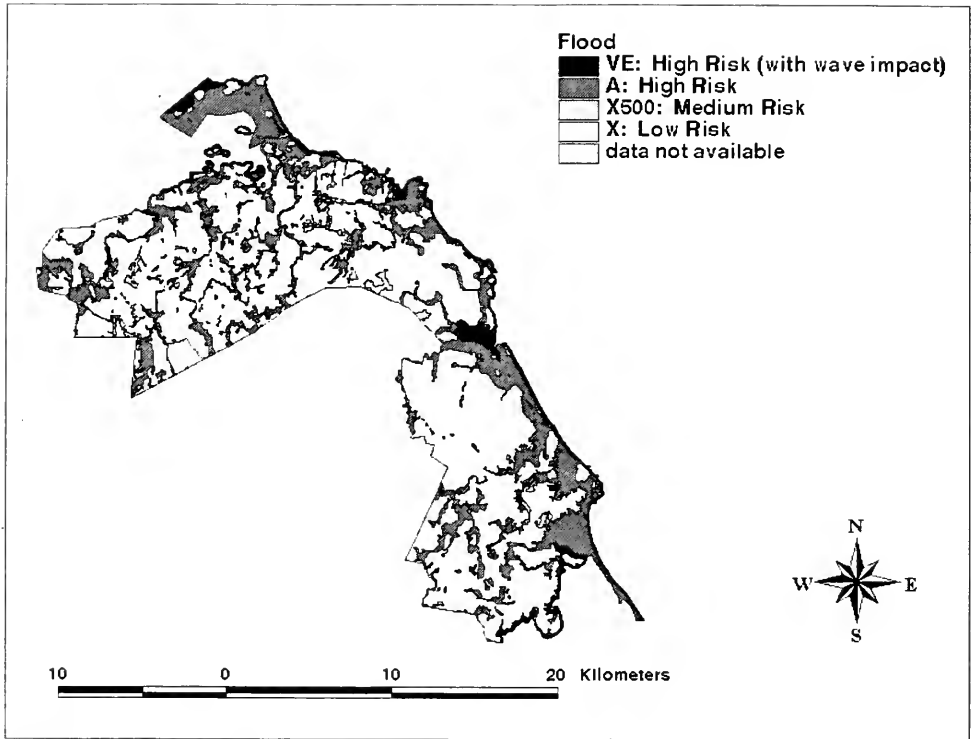 Flood
VE: High Risk (with wave impact)
A: High Risk
X500: Medium Risk
X: Low Risk
data not available
N
W E
S
10 0 10 20 Kilometers